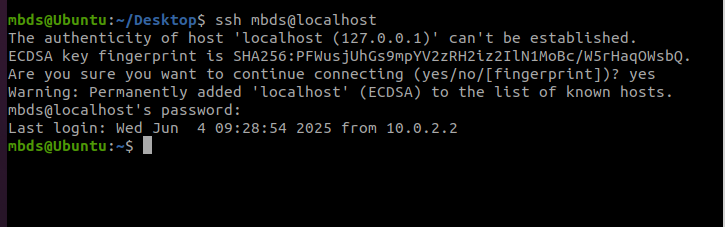 mbds@Ubuntu:~/Desktop$ ssh mbds@localhost
The authenticity of host 'localhost (127.0.0.1)' can't be established.
ECDSA key fingerprint is SHA256:PFWusjUhGs9mpYV2zRH2iz2IlN1MoBc/W5rHaqOWsbQ.
Are you sure you want to continue connecting (yes/no/[fingerprint])? yes
Warning: Permanently added 'localhost' (ECDSA) to the list of known hosts.
mbds@localhost's password:
Last login: Wed Jun  4 09:28:54 2025 from 10.0.2.2
mbds@Ubuntu:~$